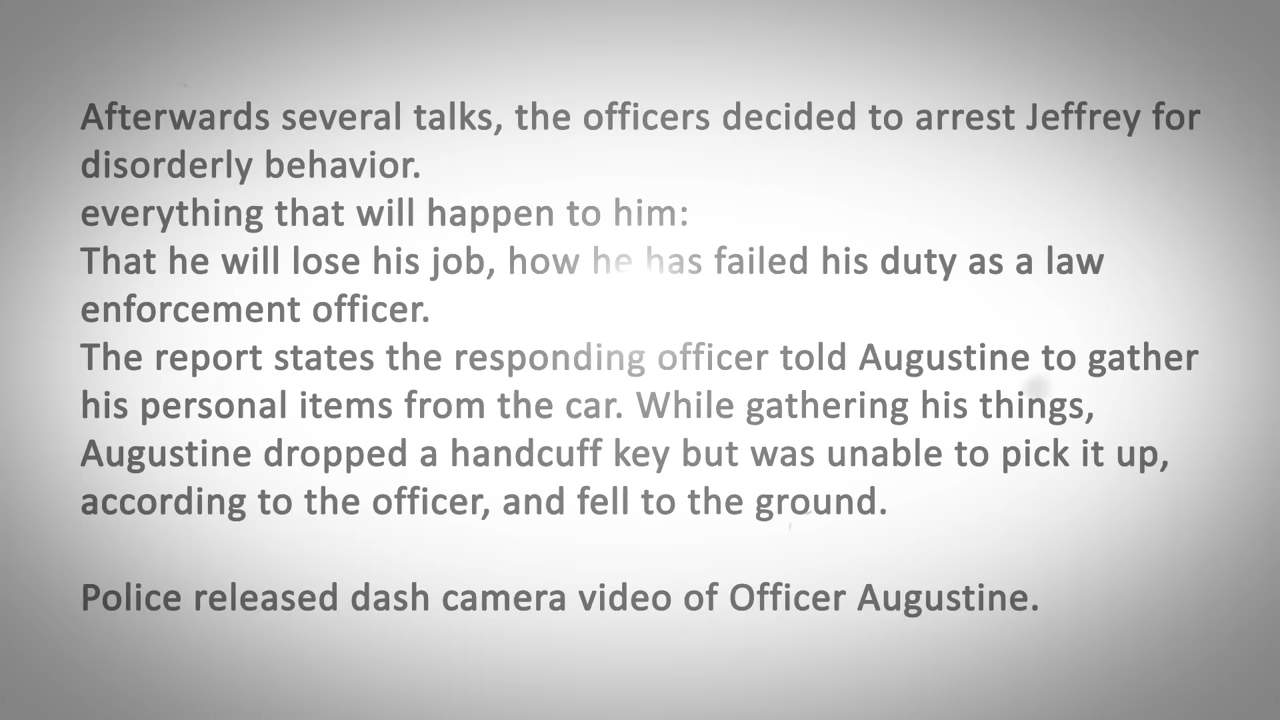 Afterwards several talks, the officers decided to arrest Jeffrey for
disorderly behavior.
everything that will happen to him:
That he will lose his job, how he has failed his duty as a law
enforcement officer.
The report states the responding officer told Augustine to gather
his personal items from the car. While gathering his things,
Augustine dropped a handcuff key but was unable to pick it up,
according to the officer, and fell to the ground.
Police released dash camera video of Officer Augustine.